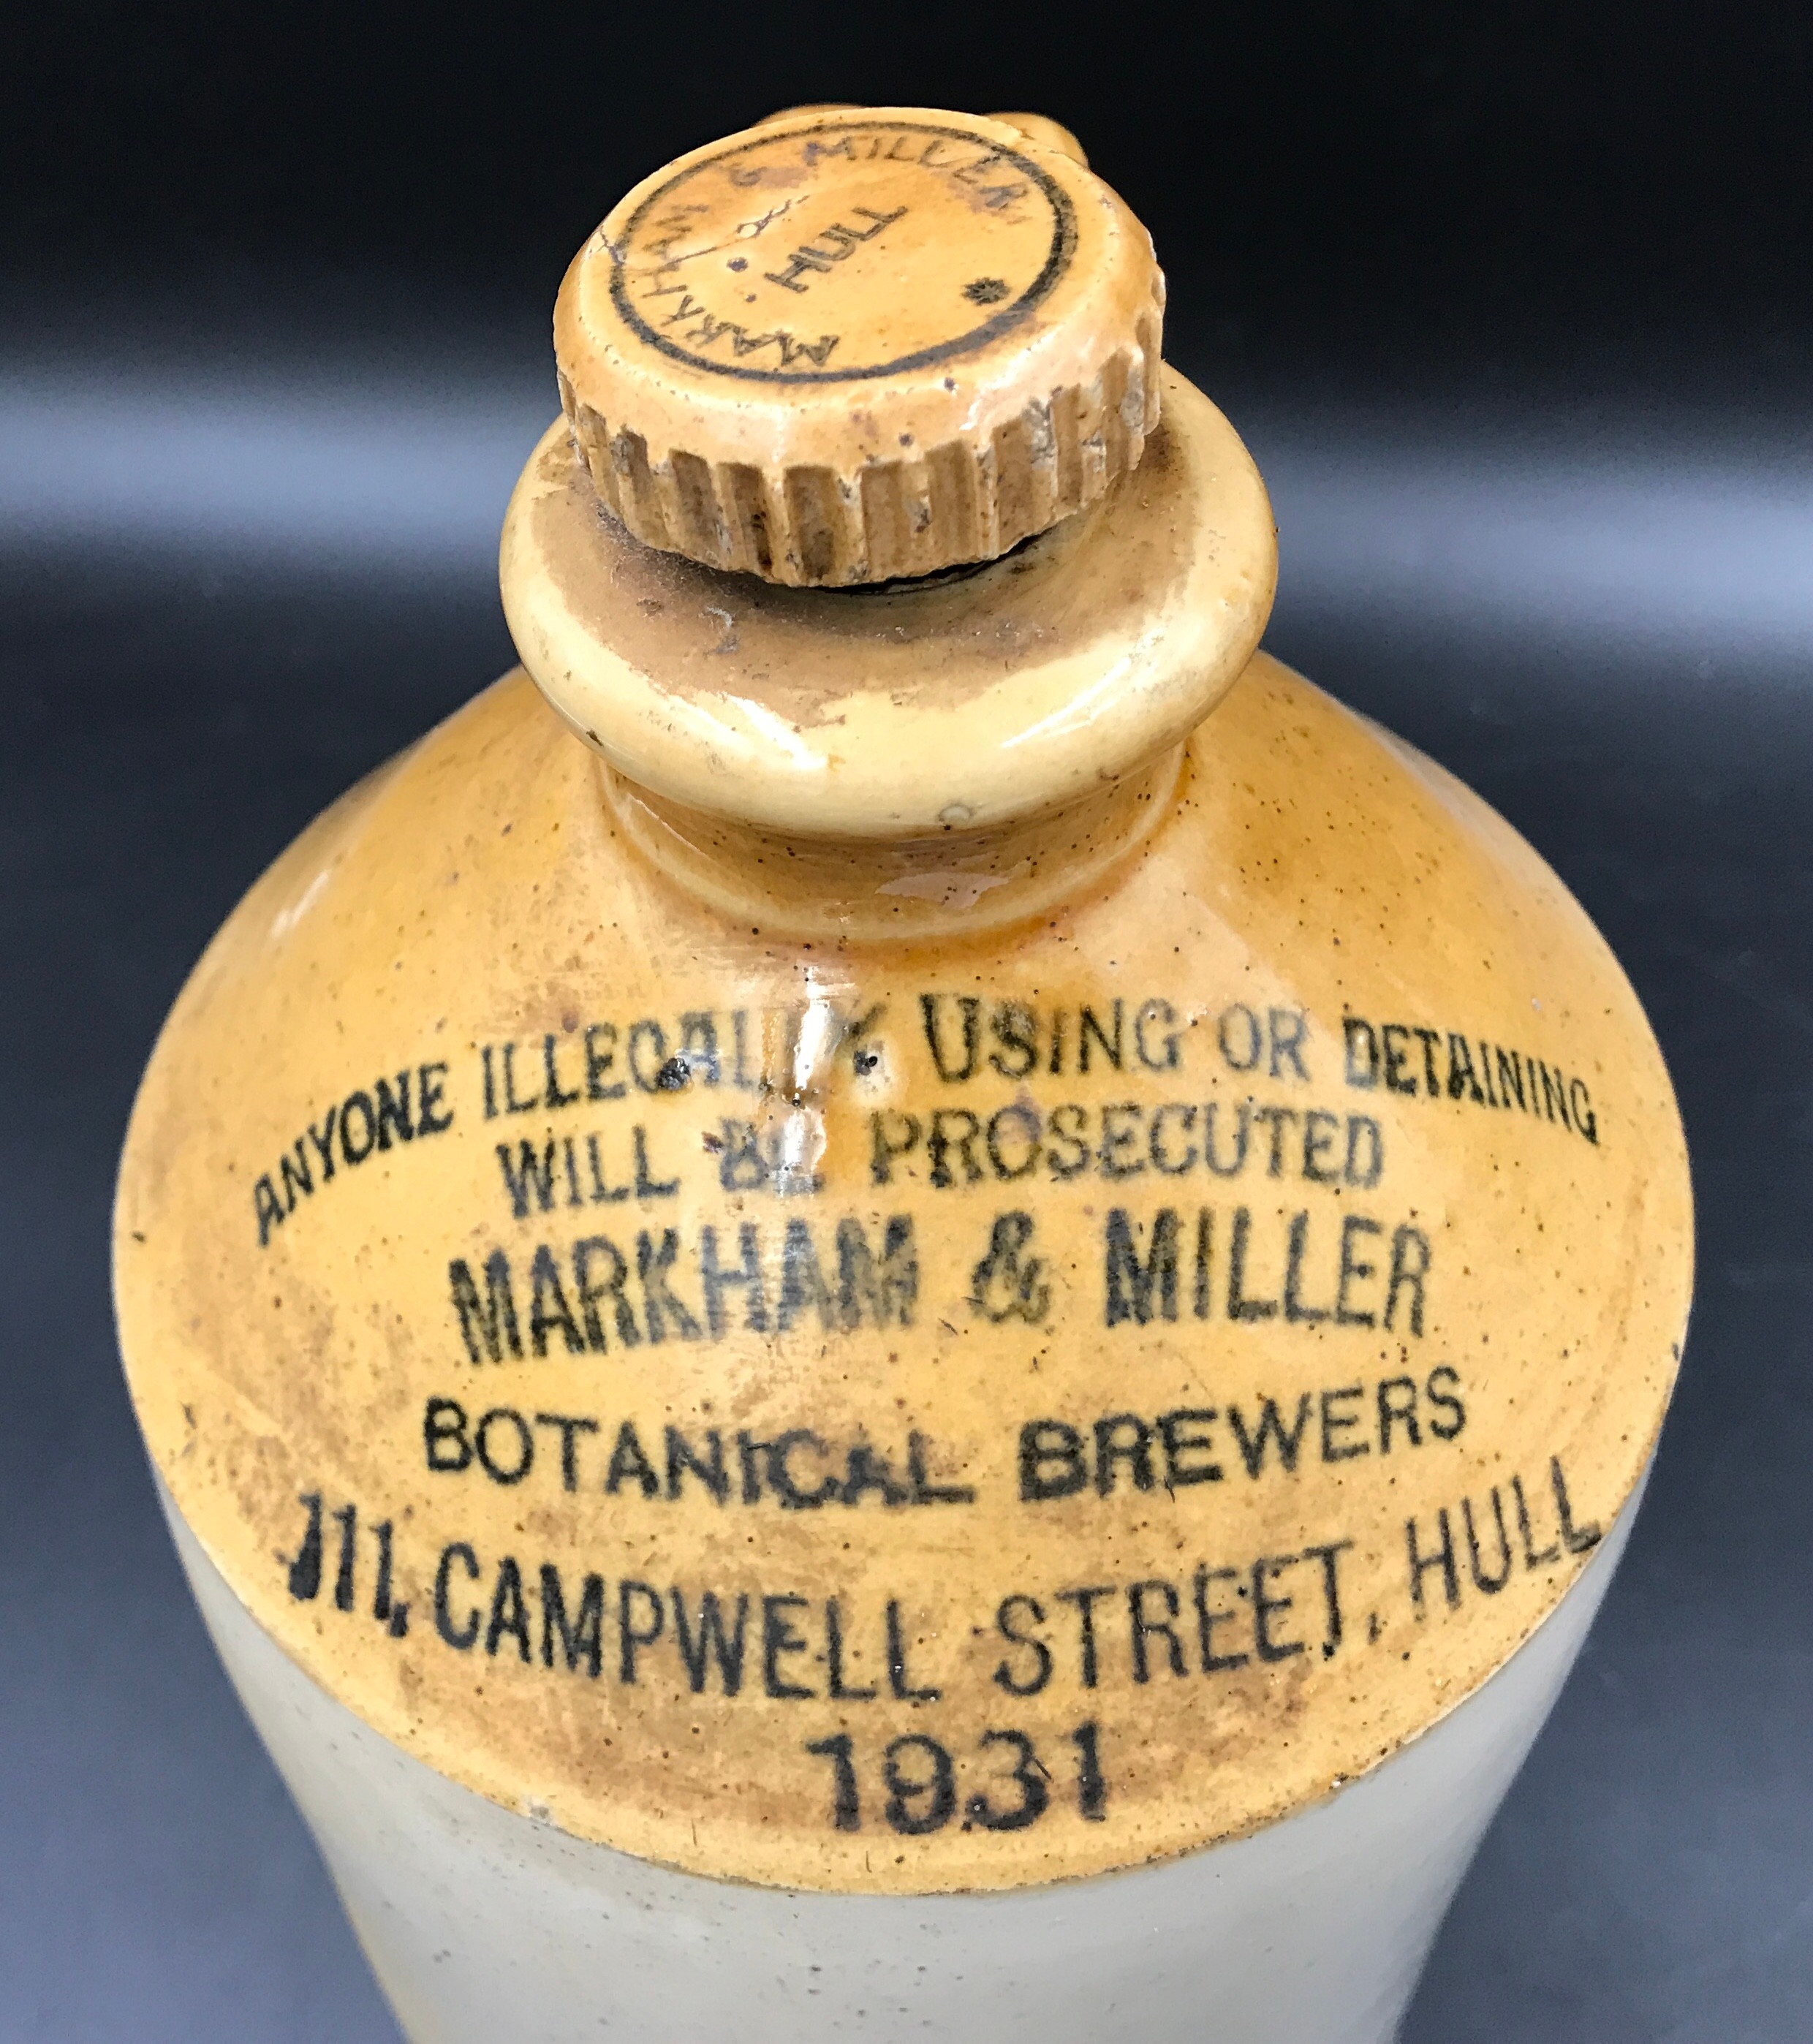 MARKHAM & MILLER
HULL
ANYONE ILLEGALLY USING OR DETAINING
WILL BE PROSECUTED
MARKHAM & MILLER
BOTANICAL BREWERS
111, CAMPWELL STREET, HULL
1931